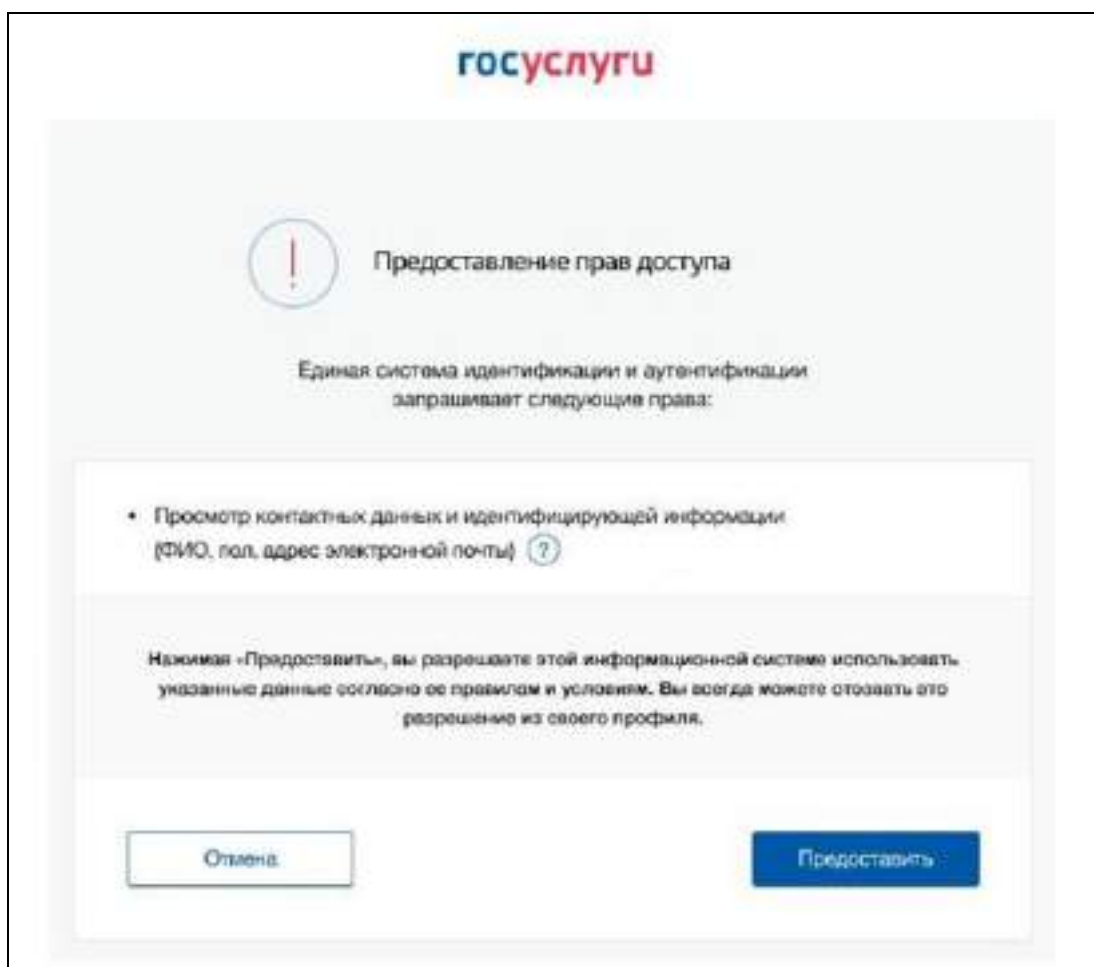 госуслуги
Предоставление прав доступа
Единая система идентификации и аутентификации
запрашивает следующие права:
• Просмотр контактных данных и идентифицирующей информации
(ФИО, пол, адрес электронной почты) ?
Нажимая «Предоставить», вы разрешаете этой информационной системе использовать
указанные данные согласно ее правилам и условиям. Вы всегда можете отозвать это
разрешение из своего профиля.
Отмена
Предоставить